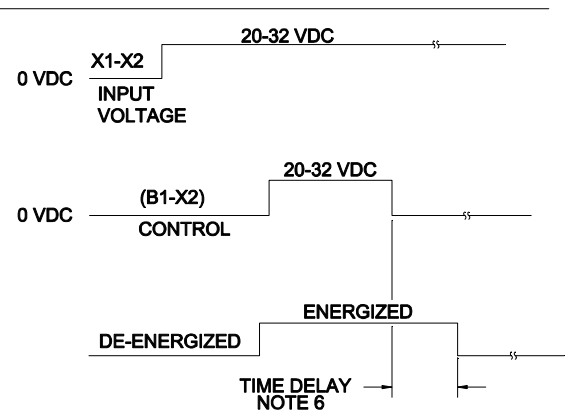 20-32 VDC
X1-X2
0 VDC
INPUT
VOLTAGE
20-32 VDC
(B1-X2)
0 VDC
CONTROL
ENERGIZED
DE-ENERGIZED
TIME DELAY
NOTE 6